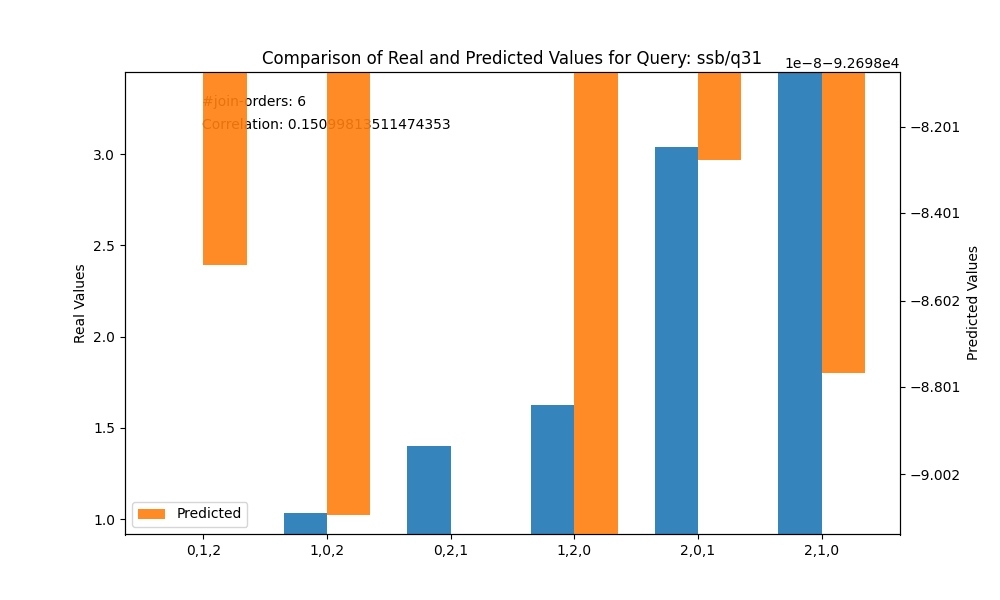 Comparison of Real and Predicted Values for Query: ssb/q31
1e−8−9.2698e4
#join-orders: 6
Correlation: 0.15099813511474353
3.0
2.5
2.0
1.5
1.0
Real Values
−8.201
−8.401
−8.602
−8.801
−9.002
Predicted Values
Predicted
0,1,2
1,0,2
0,2,1
1,2,0
2,0,1
2,1,0